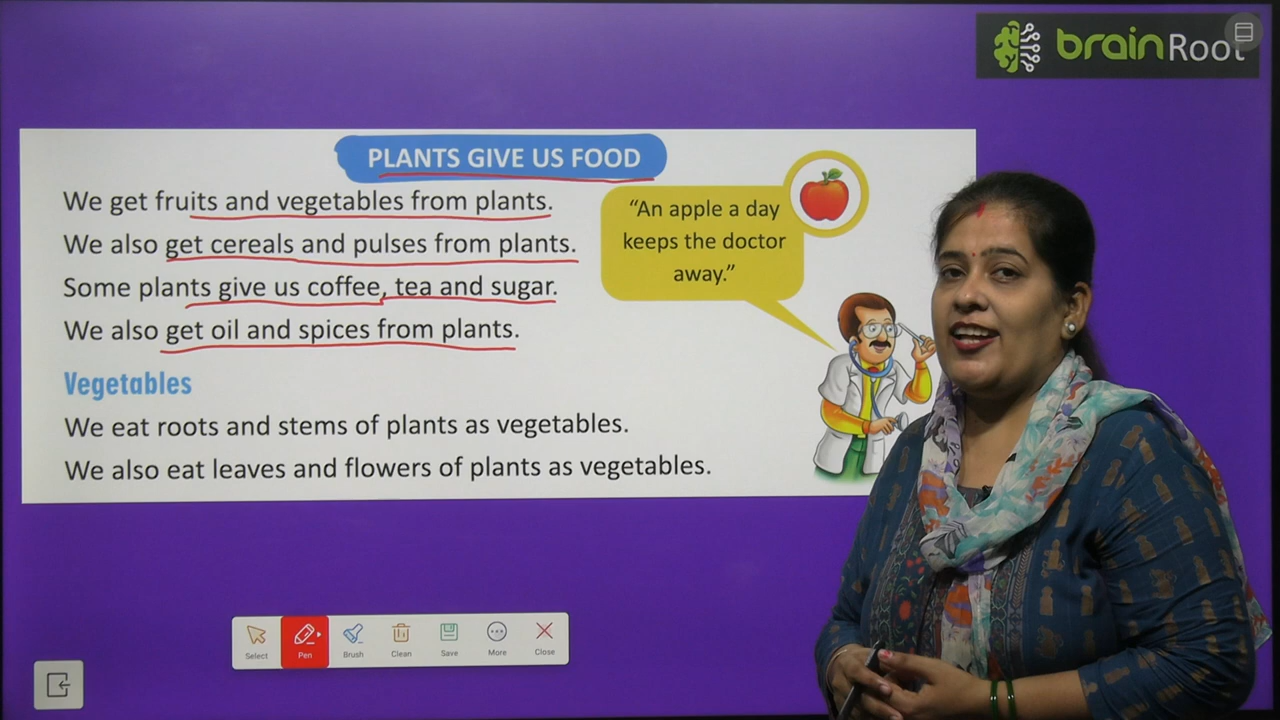 brainRoot
PLANTS GIVE US FOOD
We get fruits and vegetables from plants.
We also get cereals and pulses from plants.
Some plants give us coffee, tea and sugar.
We also get oil and spices from plants.
“An apple a day
keeps the doctor
away.”
Vegetables
We eat roots and stems of plants as vegetables.
We also eat leaves and flowers of plants as vegetables.
Select Pen Brush Clean Save More Close